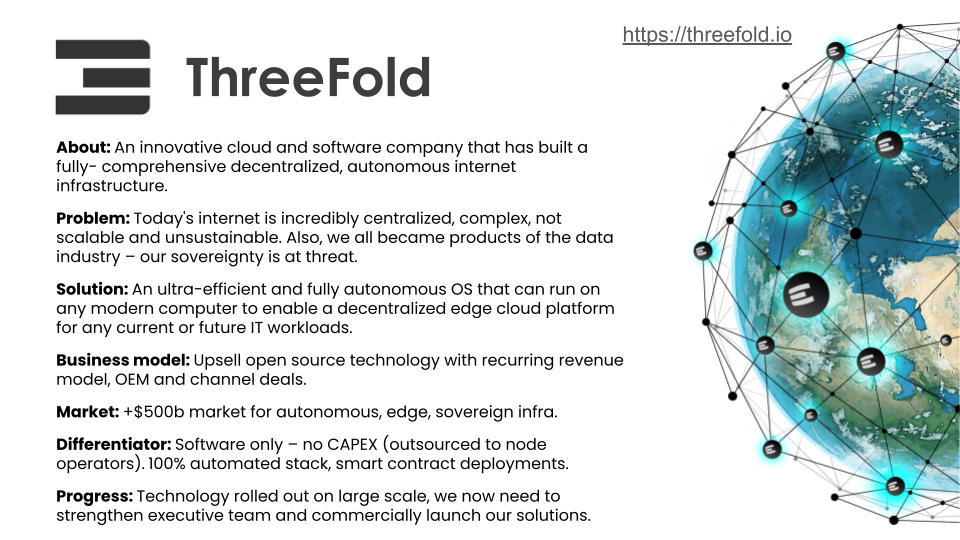 https://threefold.io
ThreeFold
About: An innovative cloud and software company that has built a
fully- comprehensive decentralized, autonomous internet
infrastructure.
Problem: Today's internet is incredibly centralized, complex, not
scalable and unsustainable. Also, we all became products of the data
industry – our sovereignty is at threat.
Solution: An ultra-efficient and fully autonomous OS that can run on
any modern computer to enable a decentralized edge cloud platform
for any current or future IT workloads.
Business model: Upsell open source technology with recurring revenue
model, OEM and channel deals.
Market: +$500b market for autonomous, edge, sovereign infra.
Differentiator: Software only – no CAPEX (outsourced to node
operators). 100% automated stack, smart contract deployments.
Progress: Technology rolled out on large scale, we now need to
strengthen executive team and commercially launch our solutions.